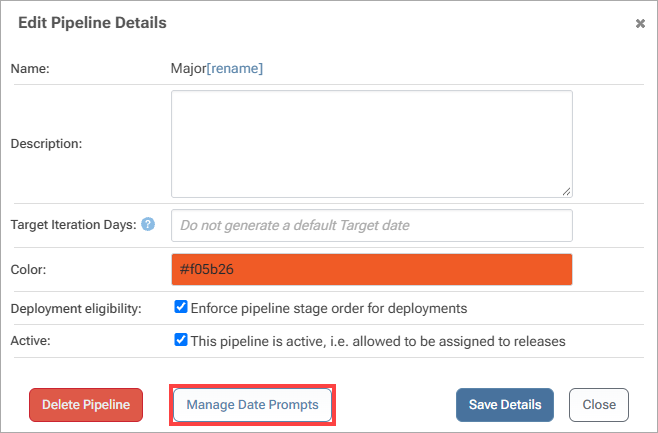 Edit Pipeline Details
Name: Major[rename]
Description:
Target Iteration Days: ? Do not generate a default Target date
Color: #f05b26
Deployment eligibility: Enforce pipeline stage order for deployments
Active: This pipeline is active, i.e. allowed to be assigned to releases
Delete Pipeline Manage Date Prompts Save Details Close